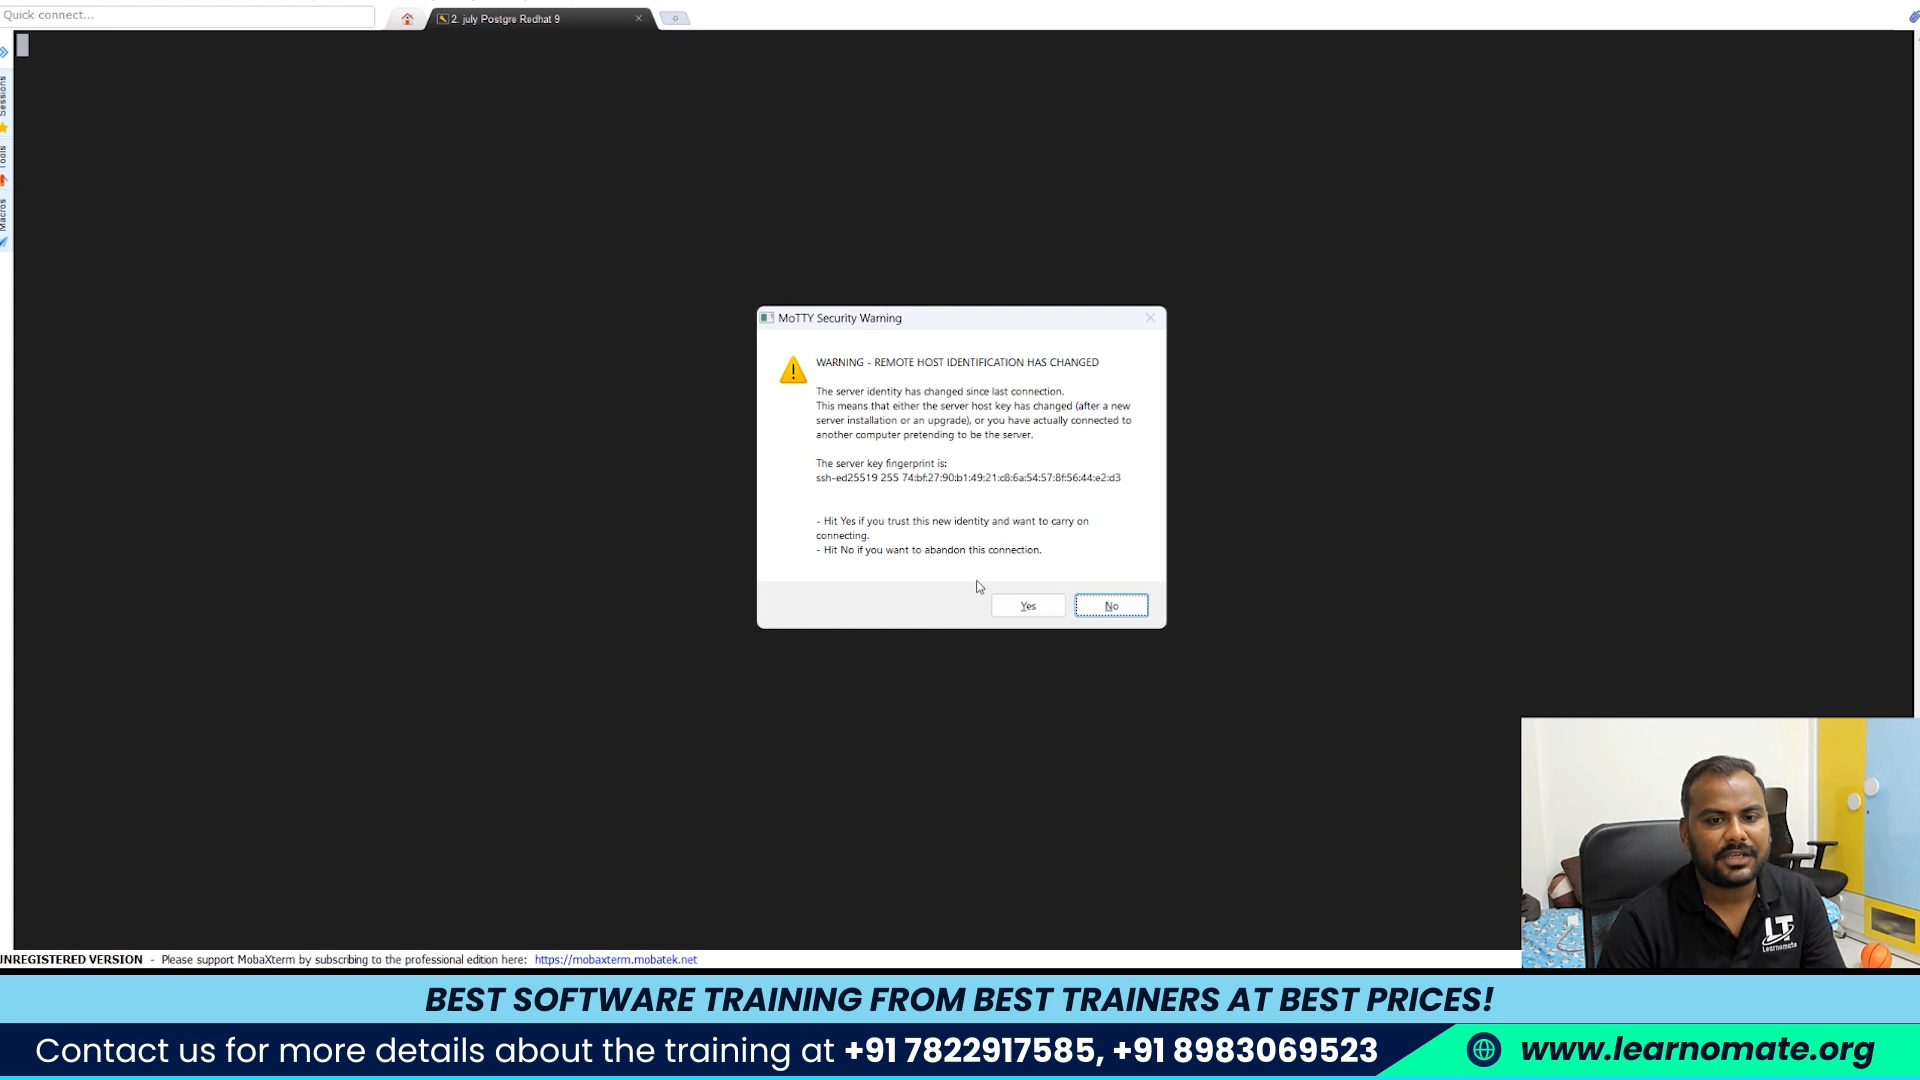 Quick connect...
2. july Postgre Redhat 9
Sessions
Tools
Macros
MoTTY Security Warning
WARNING - REMOTE HOST IDENTIFICATION HAS CHANGED
The server identity has changed since last connection.
This means that either the server host key has changed (after a new
server installation or an upgrade), or you have actually connected to
another computer pretending to be the server.
The server key fingerprint is:
ssh-ed25519 255 74:bf:27:90:b1:49:21:c8:6a:54:57:8f:56:44:e2:d3
- Hit Yes if you trust this new identity and want to carry on
connecting.
- Hit No if you want to abandon this connection.
Yes
No
LT
Learnomate
UNREGISTERED VERSION - Please support MobaXterm by subscribing to the professional edition here: https://mobaxterm.mobatek.net
BEST SOFTWARE TRAINING FROM BEST TRAINERS AT BEST PRICES!
Contact us for more details about the training at +91 7822917585, +91 8983069523
www.learnomate.org